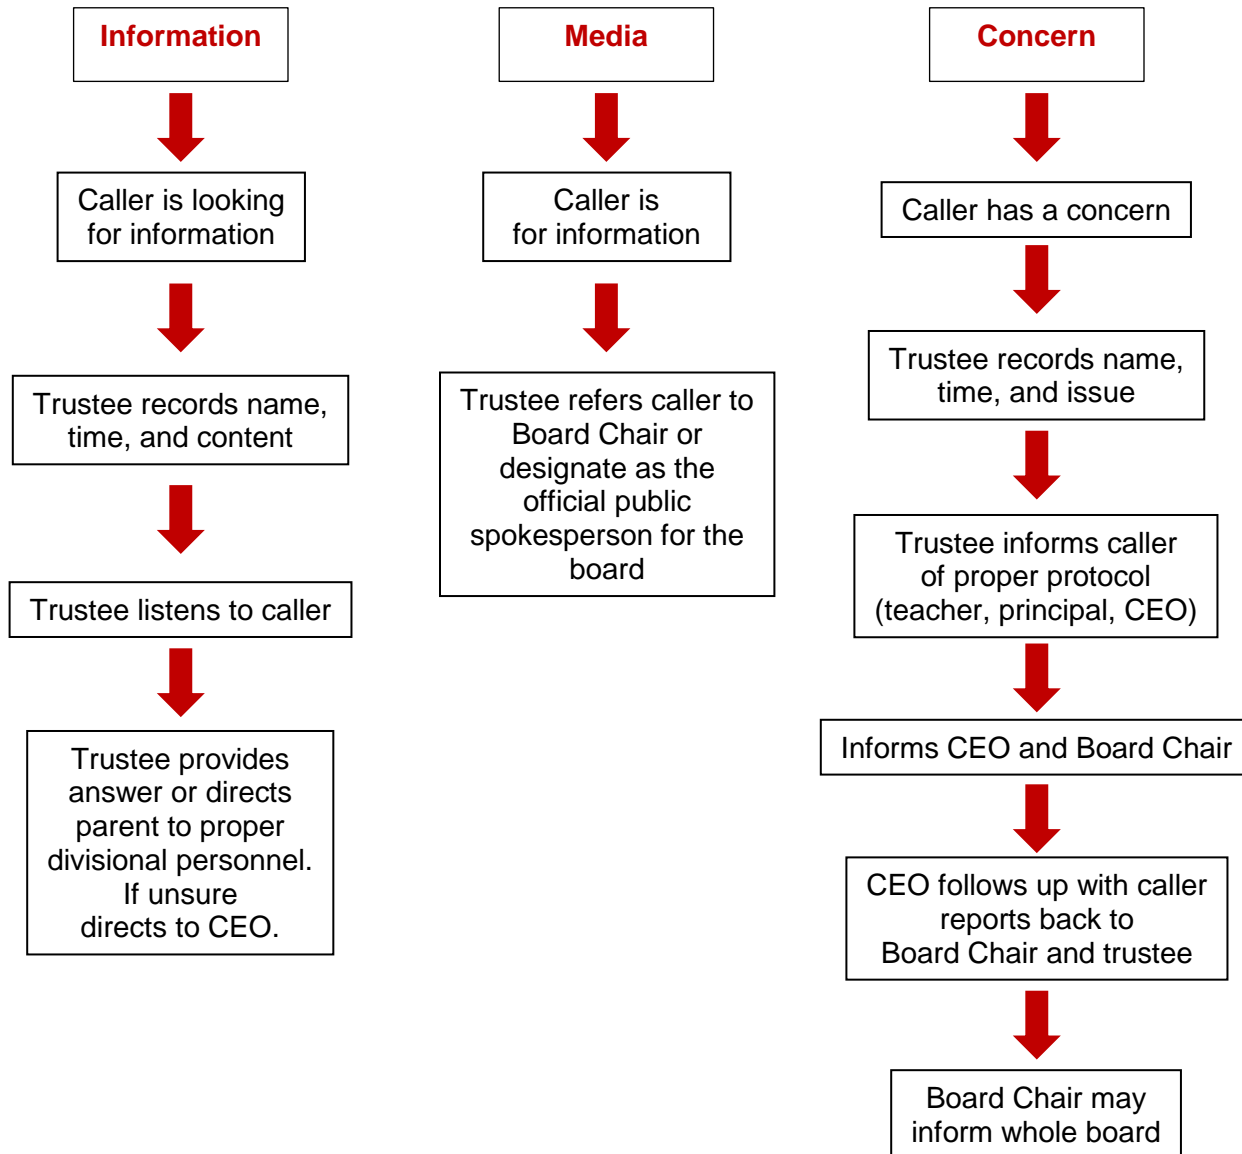 Information
Caller is looking
for information
Trustee records name,
time, and content
Trustee listens to caller
Trustee provides
answer or directs
parent to proper
divisional personnel.
If unsure
directs to CEO.
Media
Caller is
for information
Trustee refers caller to
Board Chair or
designate as the
official public
spokesperson for the
board
Concern
Caller has a concern
Trustee records name,
time, and issue
Trustee informs caller
of proper protocol
(teacher, principal, CEO)
Informs CEO and Board Chair
CEO follows up with caller
reports back to
Board Chair and trustee
Board Chair may
inform whole board